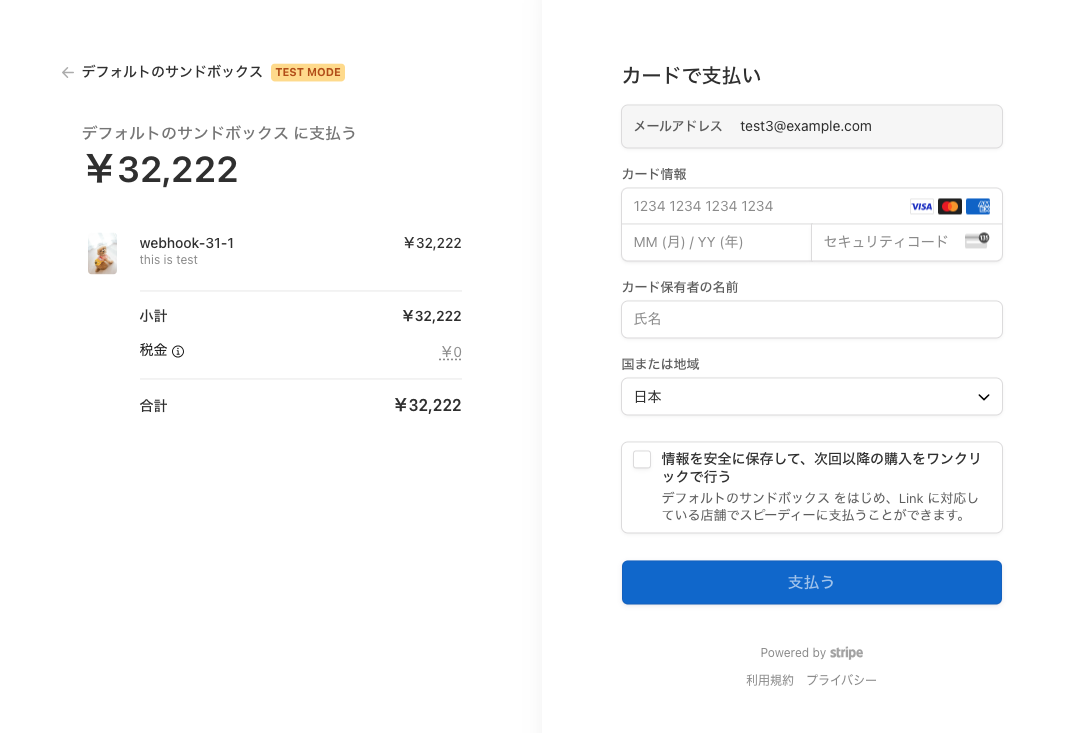 デフォルトのサンドボックス TEST MODE
デフォルトのサンドボックス に支払う
￥32,222
webhook-31-1 ￥32,222
this is test
小計 ￥32,222
税金 ￥0
合計 ￥32,222
カードで支払い
メールアドレス test3@example.com
カード情報
1234 1234 1234 1234 VISA
MM (月) / YY (年) セキュリティコード
カード保有者の名前
氏名
国または地域
日本
情報を安全に保存して、次回以降の購入をワンクリ
ックで行う
デフォルトのサンドボックス をはじめ、Link に対応し
ている店舗でスピーディーに支払うことができます。
支払う
Powered by stripe
利用規約 プライバシー